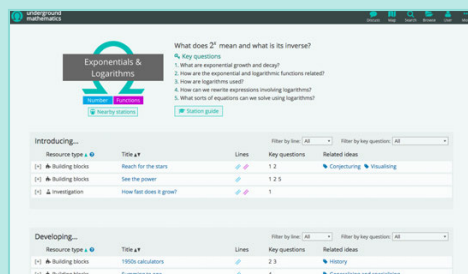 underground
mathematics
Discuss Map Search Browse User
Exponentials &
Logarithms
Number Functions
Nearby stations
What does 2ˣ mean and what is its inverse?
Key questions
1. What are exponential growth and decay?
2. How are the exponential and logarithmic functions related?
3. How are logarithms used?
4. How can we rewrite expressions involving logarithms?
5. What sorts of equations can we solve using logarithms?
Station guide
Introducing...
Filter by line: All Filter by key question: All
Resource type Title Lines Key questions Related ideas
[+] Building blocks Reach for the stars 1 2 Conjecturing Visualising
[+] Building blocks See the power 1 2 5
[+] Investigation How fast does it grow? 1
Developing...
Filter by line: All Filter by key question: All
Resource type Title Lines Key questions Related ideas
[+] Building blocks 1950s calculators 2 3 History